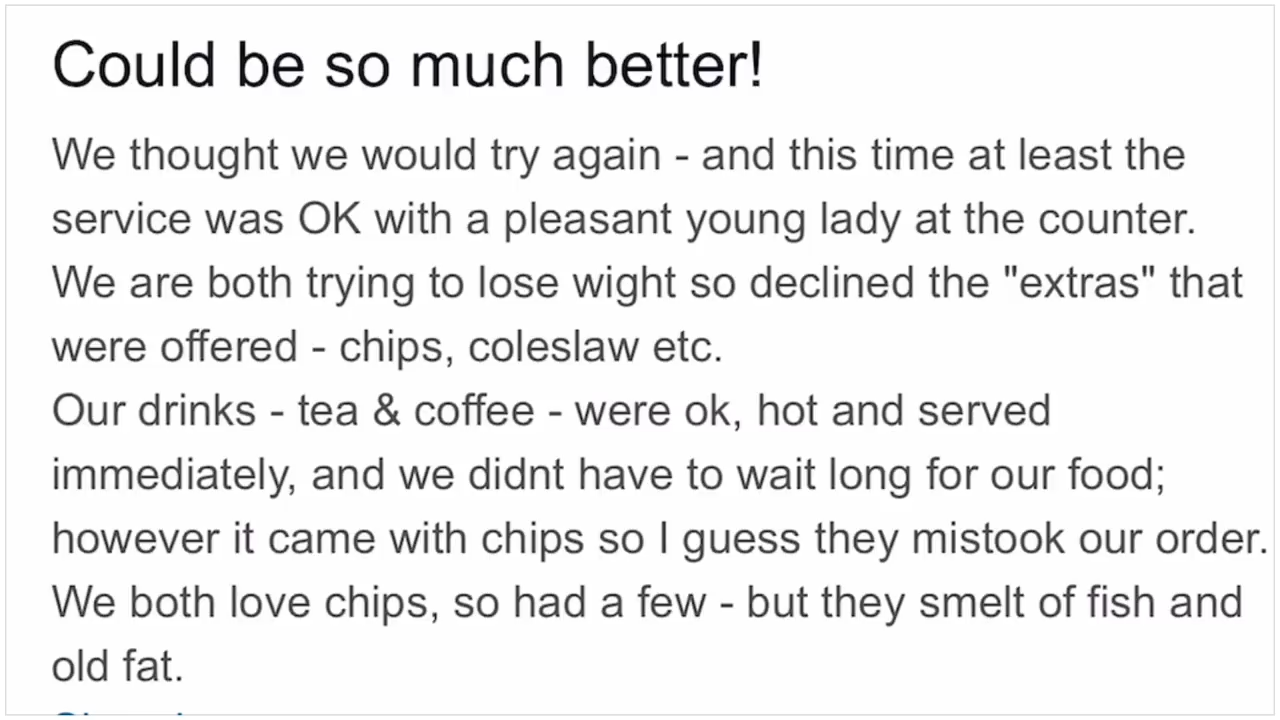 Could be so much better!
We thought we would try again - and this time at least the
service was OK with a pleasant young lady at the counter.
We are both trying to lose wight so declined the "extras" that
were offered - chips, coleslaw etc.
Our drinks - tea & coffee - were ok, hot and served
immediately, and we didnt have to wait long for our food;
however it came with chips so I guess they mistook our order.
We both love chips, so had a few - but they smelt of fish and
old fat.